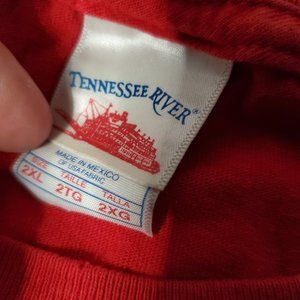 TENNESSEE RIVER®
MADE IN MEXICO
OF USA FABRIC
SIZE TAILLE TALLA
2XL 2TG 2XG